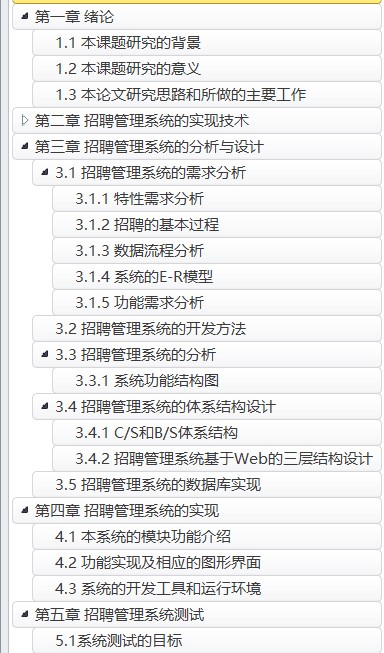 第一章 绪论
1.1 本课题研究的背景
1.2 本课题研究的意义
1.3 本论文研究思路和所做的主要工作
第二章 招聘管理系统的实现技术
第三章 招聘管理系统的分析与设计
3.1 招聘管理系统的需求分析
3.1.1 特性需求分析
3.1.2 招聘的基本过程
3.1.3 数据流程分析
3.1.4 系统的E-R模型
3.1.5 功能需求分析
3.2 招聘管理系统的开发方法
3.3 招聘管理系统的分析
3.3.1 系统功能结构图
3.4 招聘管理系统的体系结构设计
3.4.1 C/S和B/S体系结构
3.4.2 招聘管理系统基于Web的三层结构设计
3.5 招聘管理系统的数据库实现
第四章 招聘管理系统的实现
4.1 本系统的模块功能介绍
4.2 功能实现及相应的图形界面
4.3 系统的开发工具和运行环境
第五章 招聘管理系统测试
5.1系统测试的目标